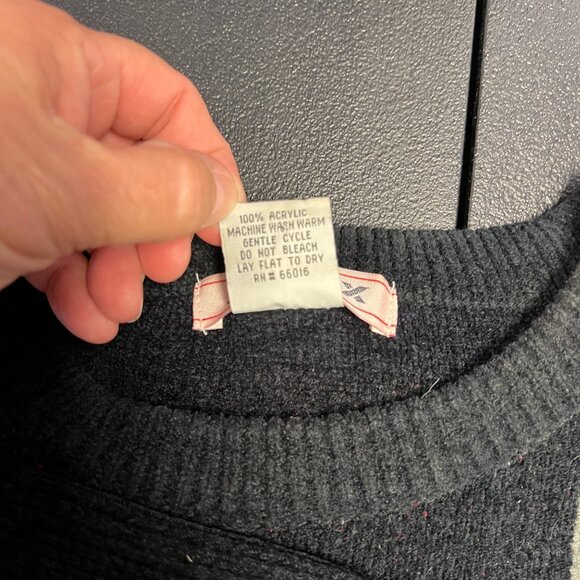 100% ACRYLIC
MACHINE WASH WARM
GENTLE CYCLE
DO NOT BLEACH
LAY FLAT TO DRY
RN# 66016